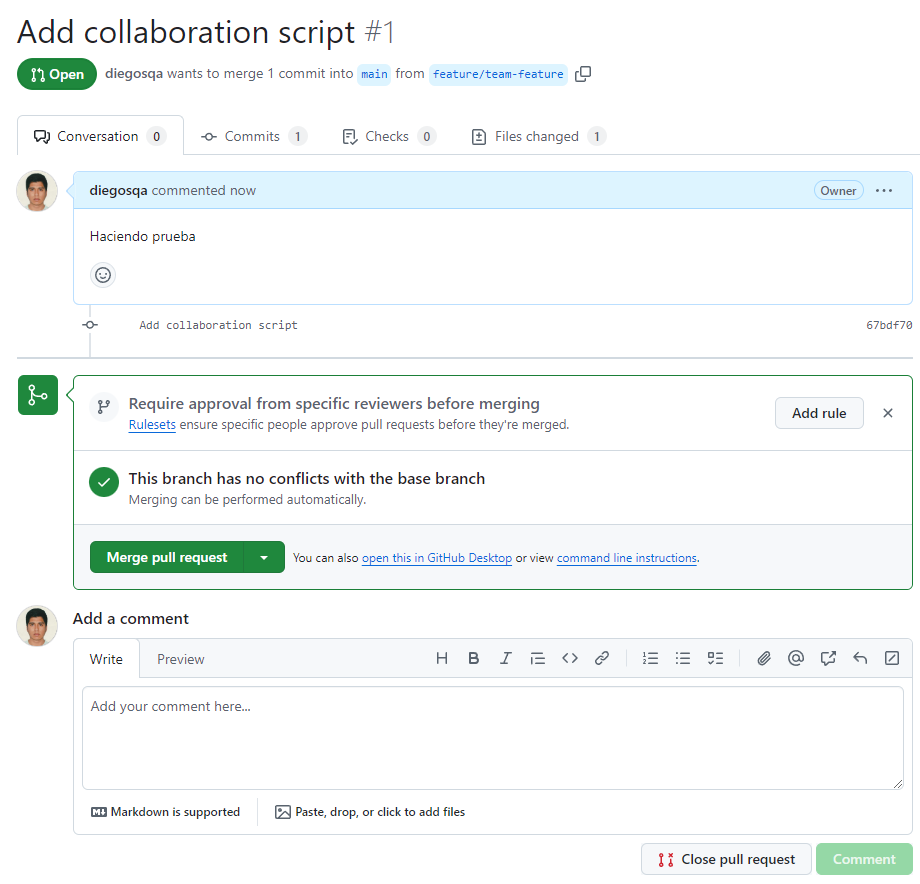 Add collaboration script #1
Open diegosqa wants to merge 1 commit into main from feature/team-feature
Conversation 0 Commits 1 Checks 0 Files changed 1
diegosqa commented now Owner
Haciendo prueba
Add collaboration script 67bdf70
Require approval from specific reviewers before merging
Rulesets ensure specific people approve pull requests before they're merged.
Add rule
This branch has no conflicts with the base branch
Merging can be performed automatically.
Merge pull request You can also open this in GitHub Desktop or view command line instructions.
Add a comment
Write Preview
Add your comment here...
Markdown is supported Paste, drop, or click to add files
Close pull request Comment